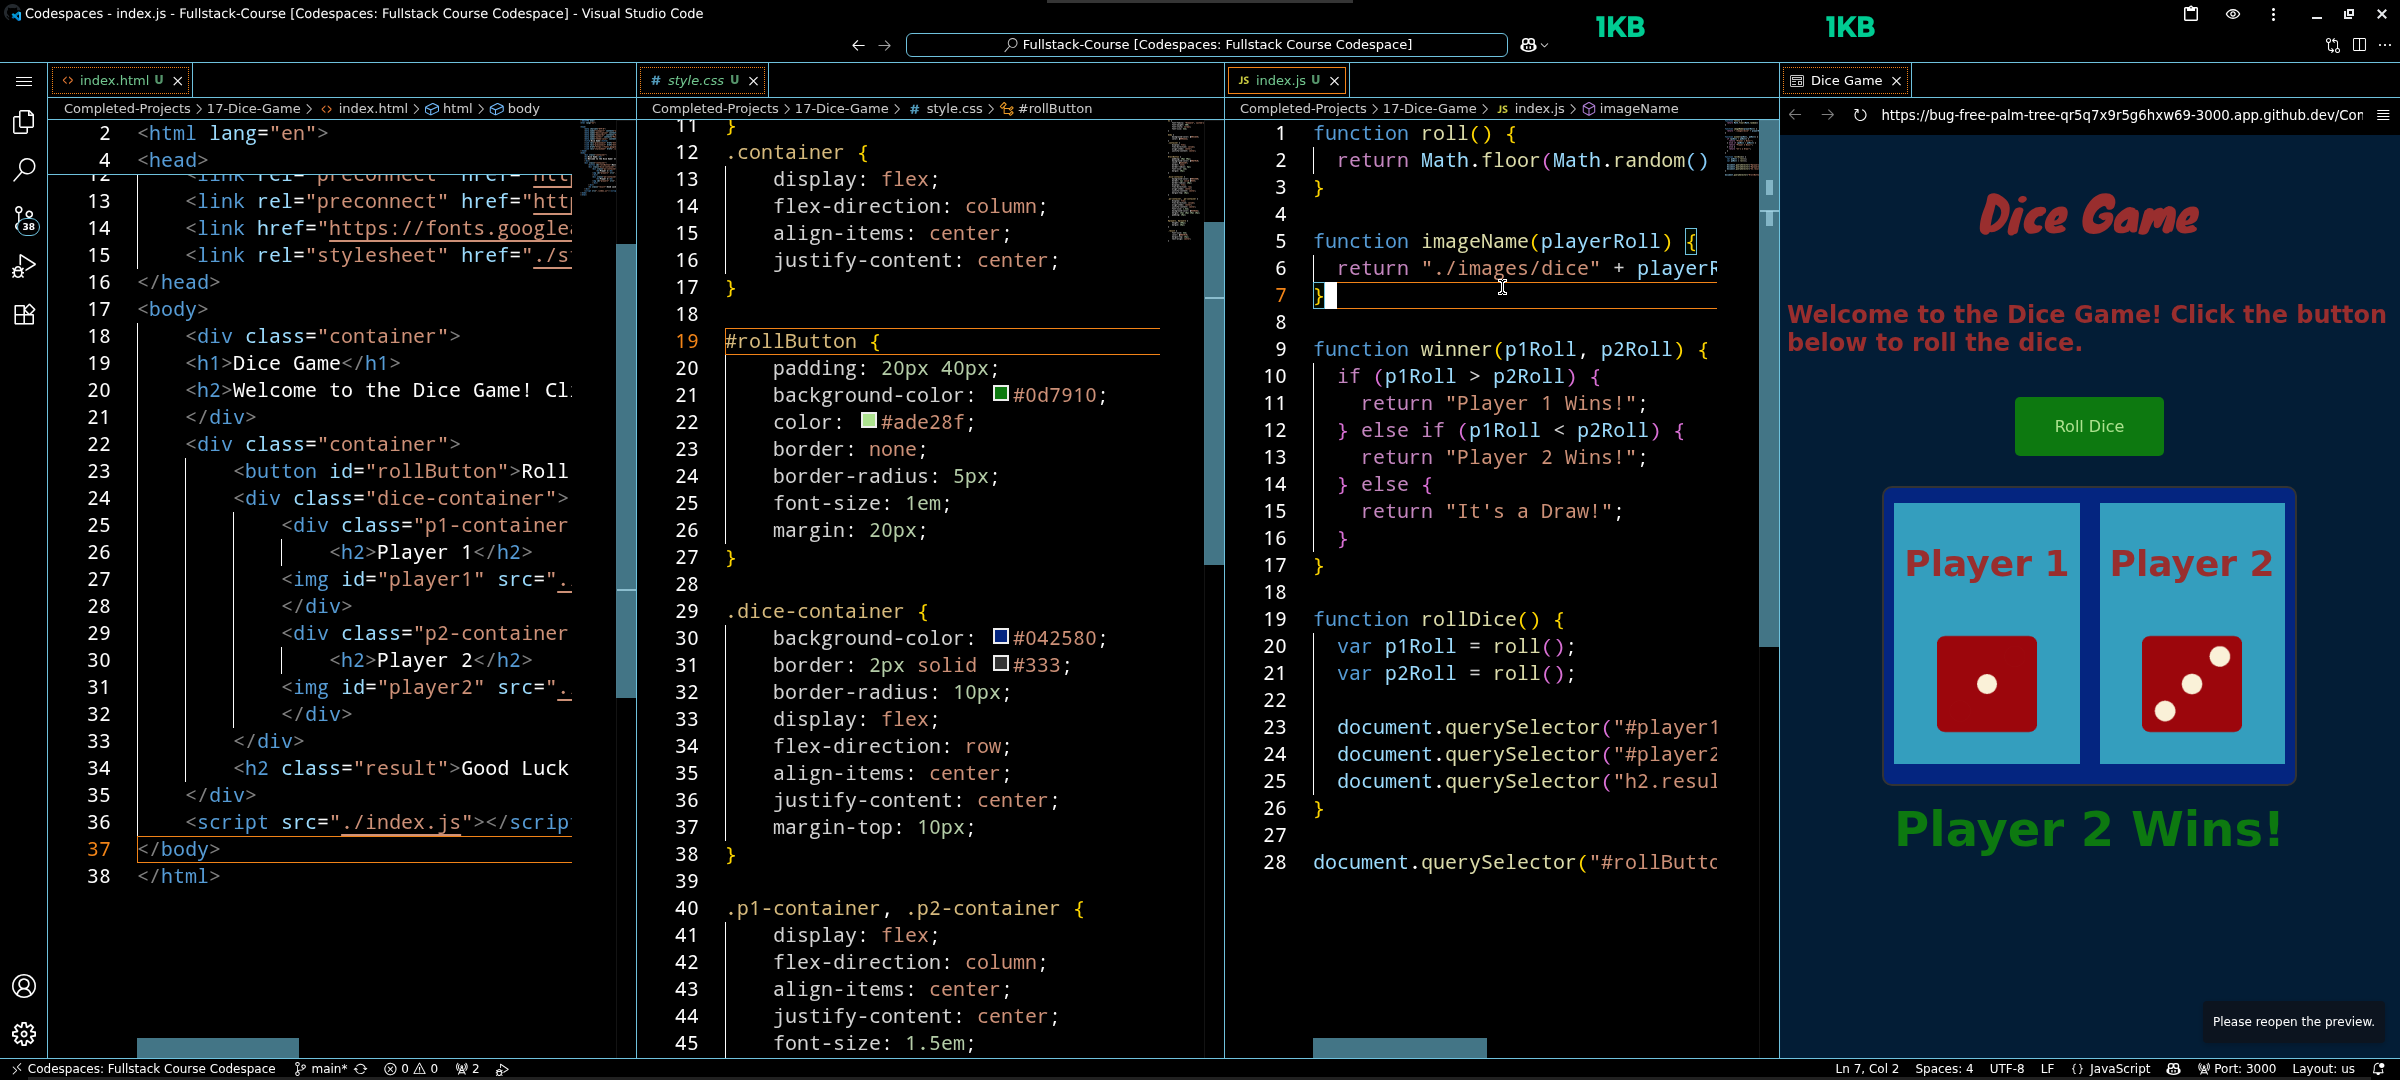 Codespaces - index.js - Fullstack-Course [Codespaces: Fullstack Course Codespace] - Visual Studio Code
1KB
1KB
Fullstack-Course [Codespaces: Fullstack Course Codespace]
index.html U
Completed-Projects > 17-Dice-Game > index.html > html > body
2 <html lang="en">
4 <head>
12 <link rel="preconnect" href="htt
13 <link rel="preconnect" href="htt
14 <link href="https://fonts.google
15 <link rel="stylesheet" href="./s
16 </head>
17 <body>
18 <div class="container">
19 <h1>Dice Game</h1>
20 <h2>Welcome to the Dice Game! Cl
21 </div>
22 <div class="container">
23 <button id="rollButton">Roll
24 <div class="dice-container">
25 <div class="p1-container
26 <h2>Player 1</h2>
27 <img id="player1" src="./
28 </div>
29 <div class="p2-container
30 <h2>Player 2</h2>
31 <img id="player2" src="./
32 </div>
33 </div>
34 <h2 class="result">Good Luck
35 </div>
36 <script src="./index.js"></scrip
37 </body>
38 </html>
style.css U
Completed-Projects > 17-Dice-Game > style.css > #rollButton
11 }
12 .container {
13 display: flex;
14 flex-direction: column;
15 align-items: center;
16 justify-content: center;
17 }
18
19 #rollButton {
20 padding: 20px 40px;
21 background-color: #0d7910;
22 color: #ade28f;
23 border: none;
24 border-radius: 5px;
25 font-size: 1em;
26 margin: 20px;
27 }
28
29 .dice-container {
30 background-color: #042580;
31 border: 2px solid #333;
32 border-radius: 10px;
33 display: flex;
34 flex-direction: row;
35 align-items: center;
36 justify-content: center;
37 margin-top: 10px;
38 }
39
40 .p1-container, .p2-container {
41 display: flex;
42 flex-direction: column;
43 align-items: center;
44 justify-content: center;
45 font-size: 1.5em;
index.js U
Completed-Projects > 17-Dice-Game > index.js > imageName
1 function roll() {
2 return Math.floor(Math.random()
3 }
4
5 function imageName(playerRoll) {
6 return "./images/dice" + playerR
7 }
8
9 function winner(p1Roll, p2Roll) {
10 if (p1Roll > p2Roll) {
11 return "Player 1 Wins!";
12 } else if (p1Roll < p2Roll) {
13 return "Player 2 Wins!";
14 } else {
15 return "It's a Draw!";
16 }
17 }
18
19 function rollDice() {
20 var p1Roll = roll();
21 var p2Roll = roll();
22
23 document.querySelector("#player1
24 document.querySelector("#player2
25 document.querySelector("h2.resul
26 }
27
28 document.querySelector("#rollButto
Dice Game
https://bug-free-palm-tree-qr5q7x9r5g6hxw69-3000.app.github.dev/Com
Dice Game
Welcome to the Dice Game! Click the button
below to roll the dice.
Roll Dice
Player 1
Player 2
Player 2 Wins!
Please reopen the preview.
38
Codespaces: Fullstack Course Codespace main* 0 0 2
Ln 7, Col 2 Spaces: 4 UTF-8 LF {} JavaScript Port: 3000 Layout: us